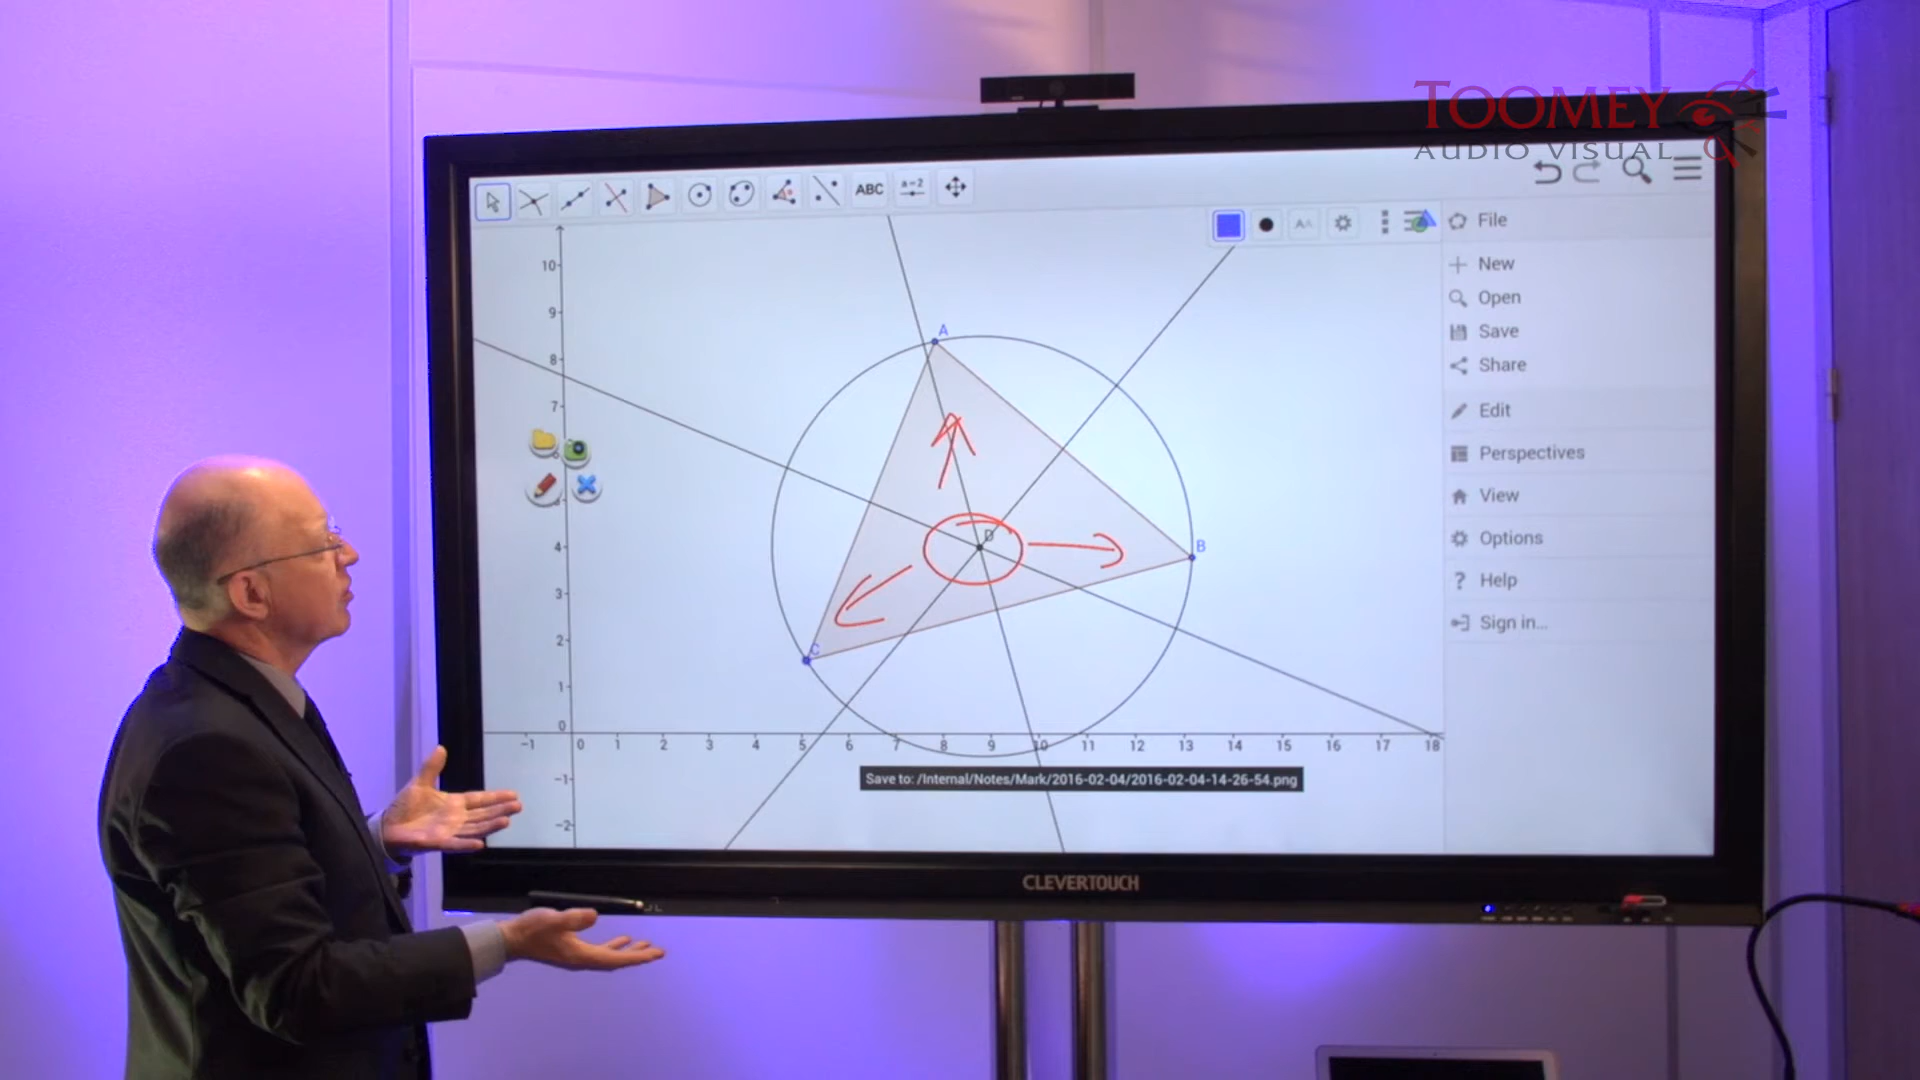 TOOMEY
AUDIO VISUAL
ABC
a=2
File
New
Open
Save
Share
Edit
Perspectives
View
Options
Help
Sign in...
A
B
C
D
10
9
8
7
4
3
2
1
0
-1
-2
-1 0 1 2 3 4 5 6 7 8 9 10 11 12 13 14 15 16 17 18
Save to: /Internal/Notes/Mark/2016-02-04/2016-02-04-14-26-54.png
CLEVERTOUCH